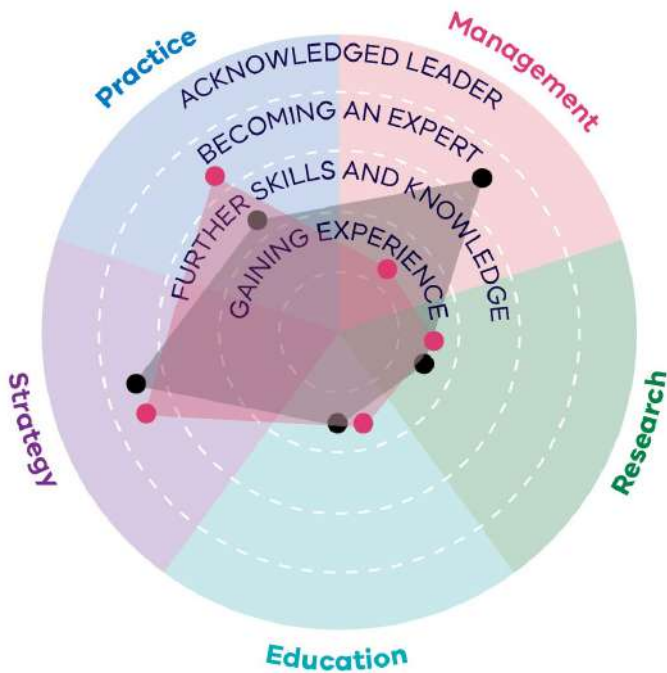 Practice
Management
ACKNOWLEDGED LEADER
BECOMING AN EXPERT
FURTHER SKILLS AND KNOWLEDGE
GAINING EXPERIENCE
Strategy
Research
Education